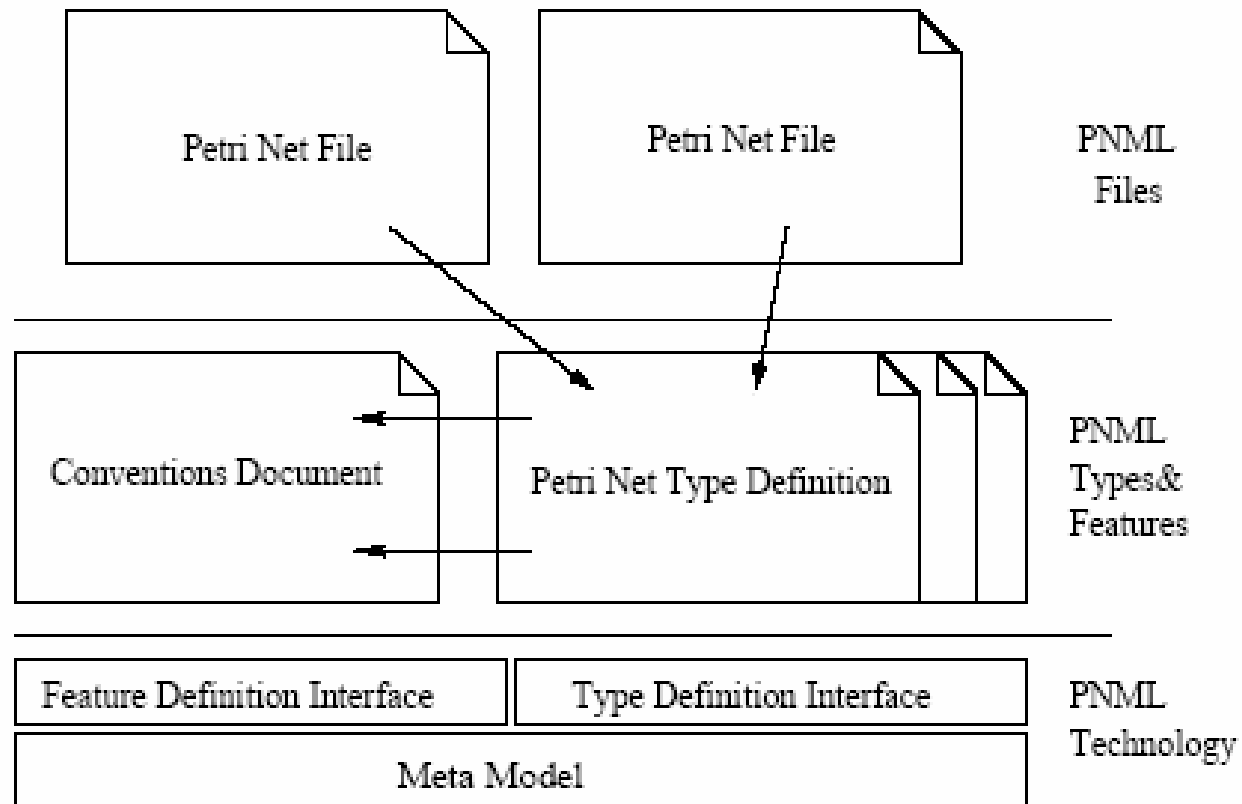 Petri Net File
Petri Net File
PNML
Files
Conventions Document
Petri Net Type Definition
PNML
Types&
Features
Feature Definition Interface
Type Definition Interface
PNML
Technology
Meta Model